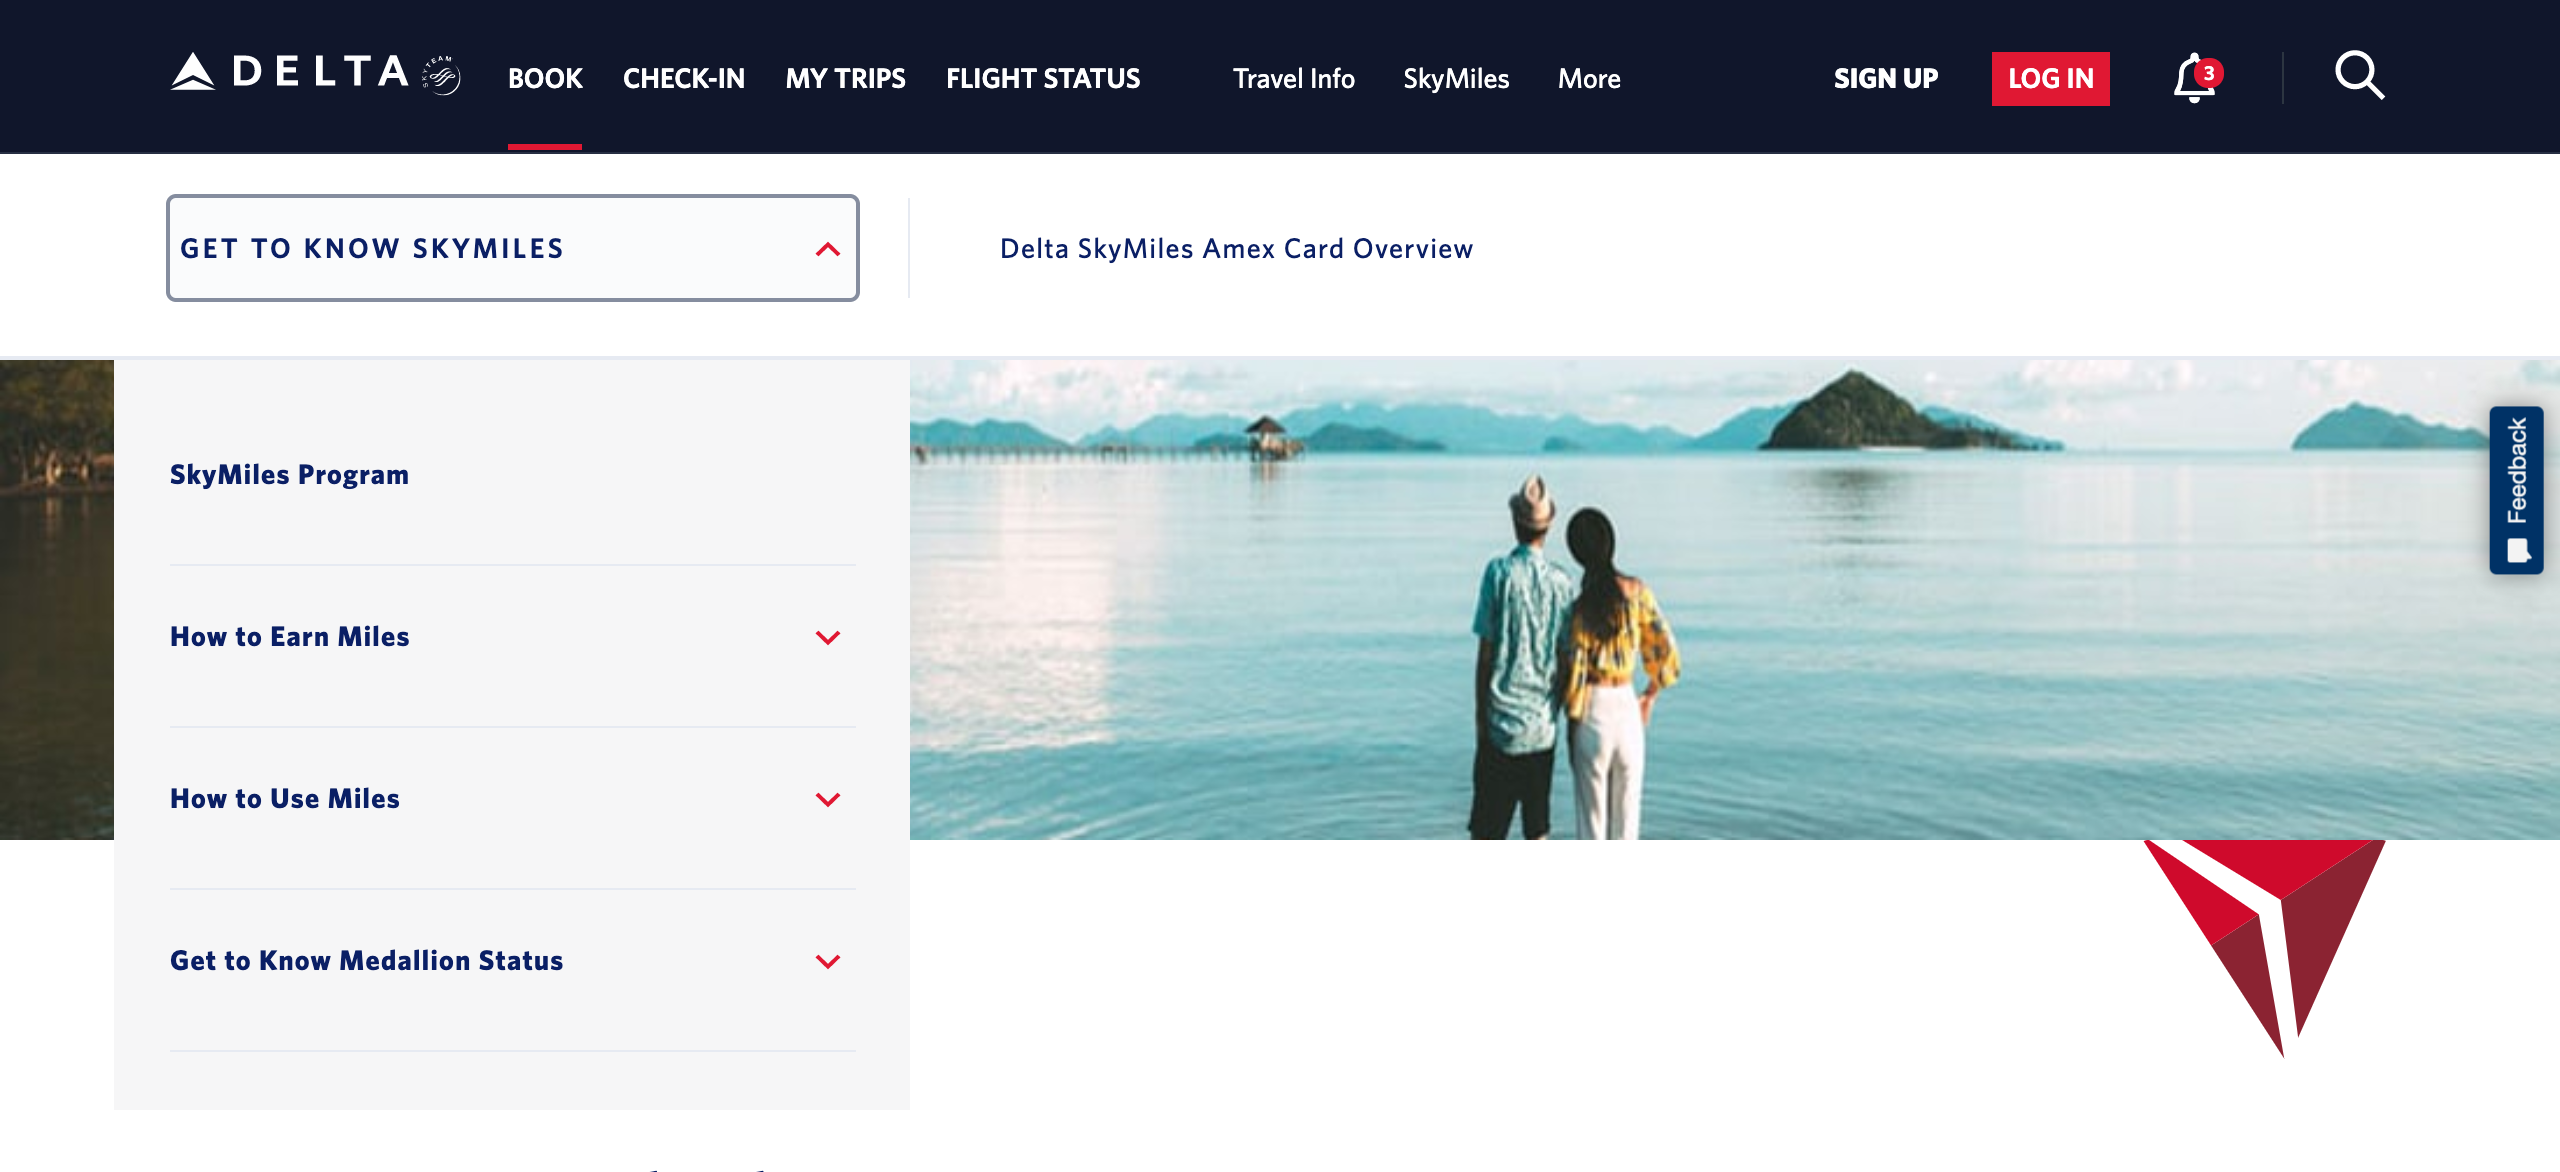 DELTA SKYTEAM BOOK CHECK-IN MY TRIPS FLIGHT STATUS Travel Info SkyMiles More SIGN UP LOG IN 3
GET TO KNOW SKYMILES Delta SkyMiles Amex Card Overview
SkyMiles Program
Feedback
How to Earn Miles
How to Use Miles
Get to Know Medallion Status